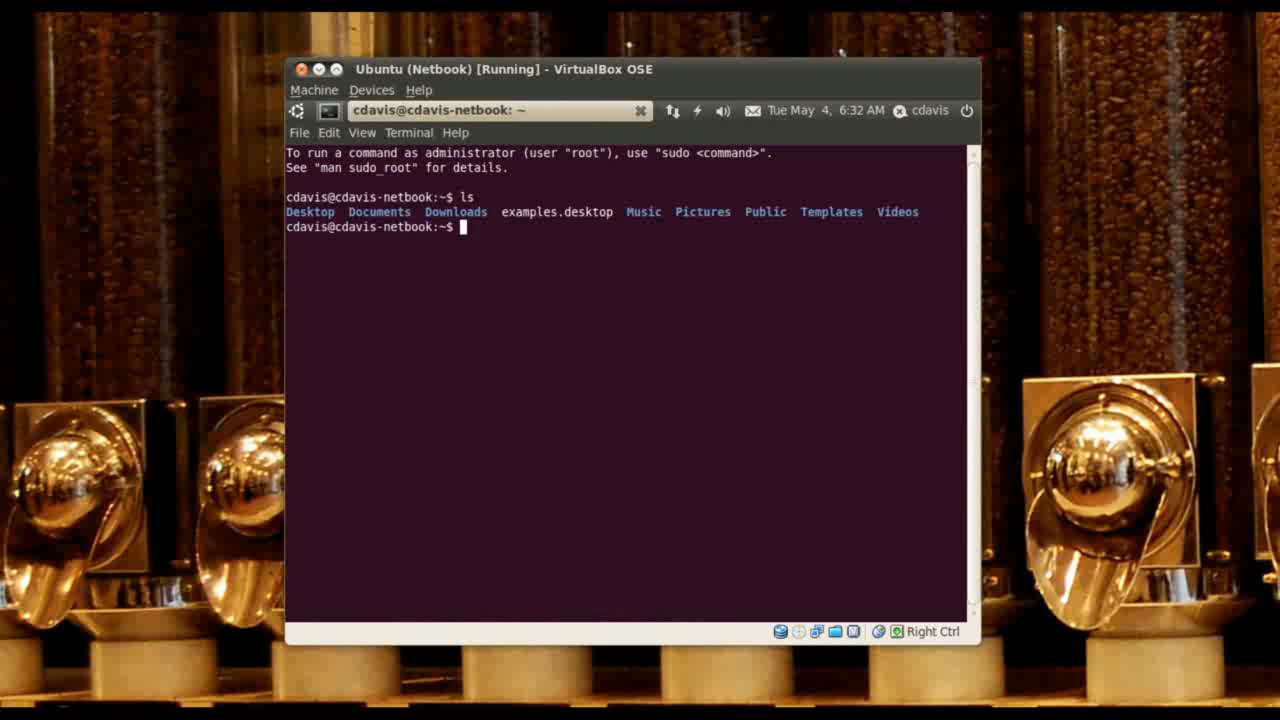 Ubuntu (Netbook) [Running] - VirtualBox OSE
Machine Devices Help
cdavis@cdavis-netbook: ~ Tue May 4, 6:32 AM cdavis
File Edit View Terminal Help
To run a command as administrator (user "root"), use "sudo <command>".
See "man sudo_root" for details.
cdavis@cdavis-netbook:~$ ls
Desktop Documents Downloads examples.desktop Music Pictures Public Templates Videos
cdavis@cdavis-netbook:~$
Right Ctrl